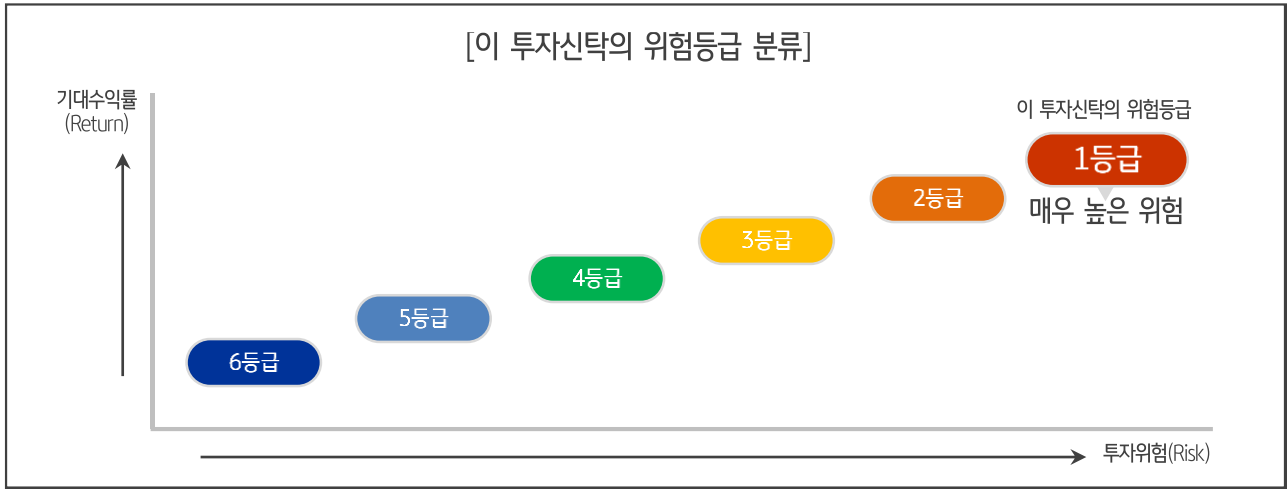 [이 투자신탁의 위험등급 분류]
기대수익률
(Return)
이 투자신탁의 위험등급
1등급
매우 높은 위험
2등급
3등급
4등급
5등급
6등급
투자위험(Risk)